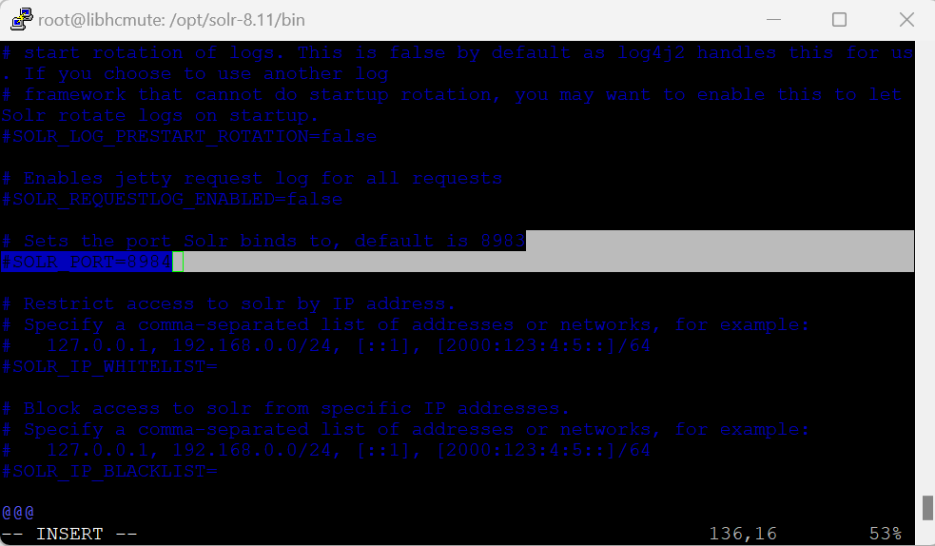 root@libhcmute: /opt/solr-8.11/bin
# start rotation of logs. This is false by default as log4j2 handles this for us
. If you choose to use another log
# framework that cannot do startup rotation, you may want to enable this to let
Solr rotate logs on startup.
#SOLR_LOG_PRESTART_ROTATION=false
# Enables jetty request log for all requests
#SOLR_REQUESTLOG_ENABLED=false
# Sets the port Solr binds to, default is 8983
#SOLR_PORT=8984
# Restrict access to solr by IP address.
# Specify a comma-separated list of addresses or networks, for example:
#   127.0.0.1, 192.168.0.0/24, [::1], [2000:123:4:5::]/64
#SOLR_IP_WHITELIST=
# Block access to solr from specific IP addresses.
# Specify a comma-separated list of addresses or networks, for example:
#   127.0.0.1, 192.168.0.0/24, [::1], [2000:123:4:5::]/64
#SOLR_IP_BLACKLIST=
@@@
-- INSERT -- 136,16 53%